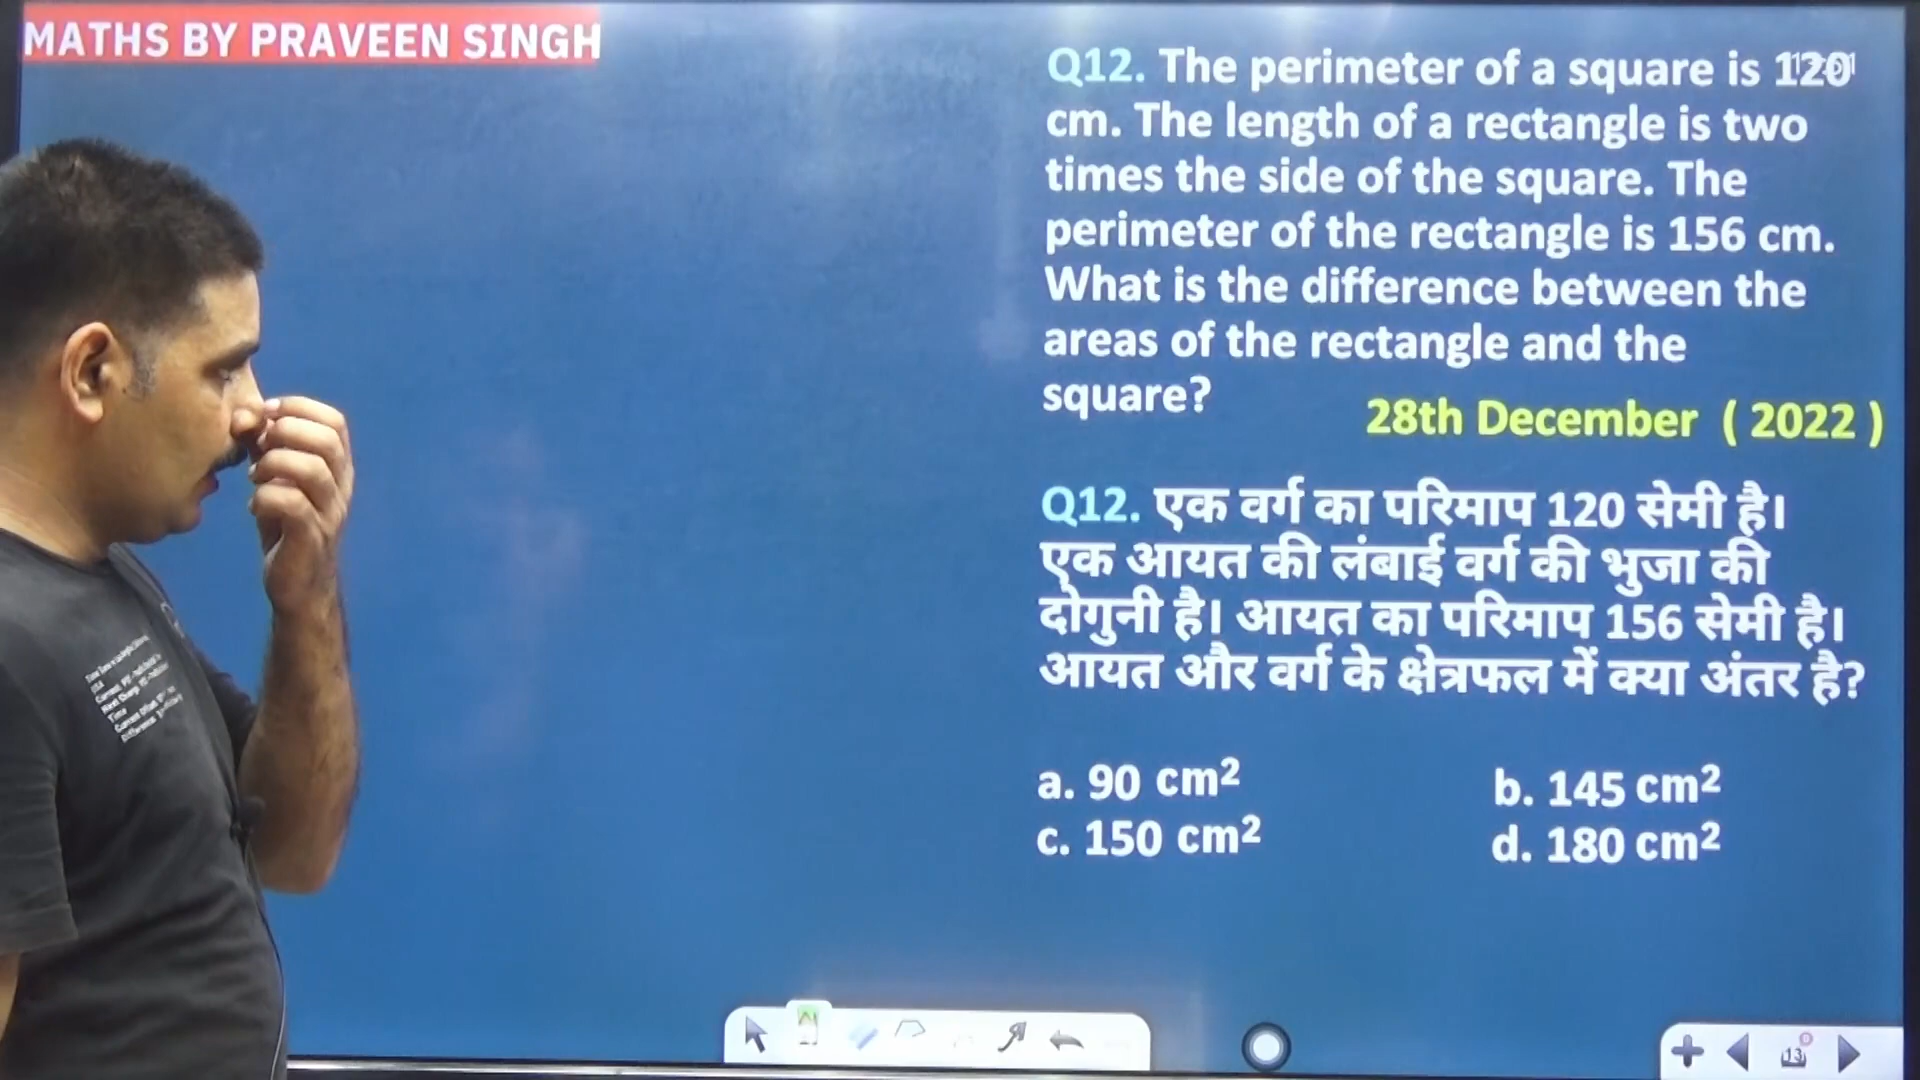 MATHS BY PRAVEEN SINGH
Q12. The perimeter of a square is 120
cm. The length of a rectangle is two
times the side of the square. The
perimeter of the rectangle is 156 cm.
What is the difference between the
areas of the rectangle and the
square?
28th December ( 2022 )
Q12. एक वर्ग का परिमाप 120 सेमी है।
एक आयत की लंबाई वर्ग की भुजा की
दोगुनी है। आयत का परिमाप 156 सेमी है।
आयत और वर्ग के क्षेत्रफल में क्या अंतर है?
a. 90 cm²
b. 145 cm²
c. 150 cm²
d. 180 cm²
13